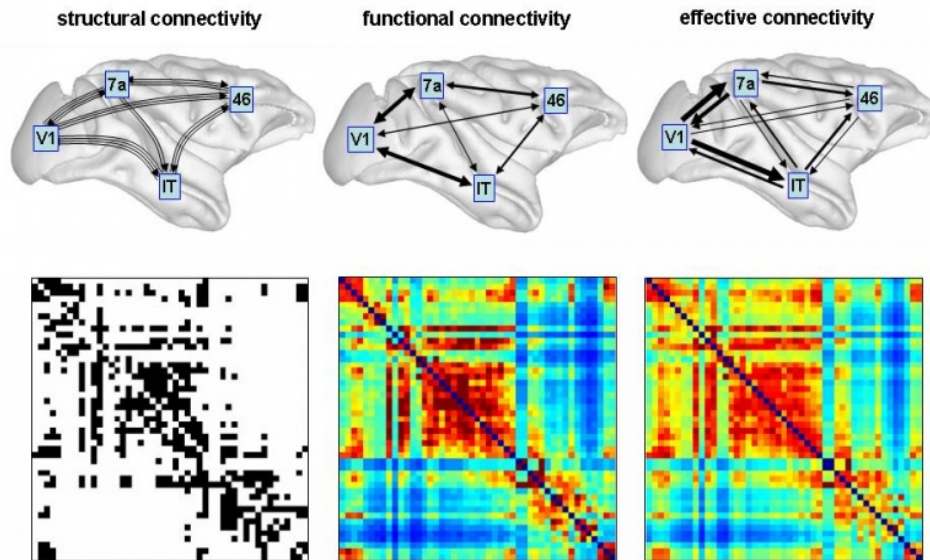 structural connectivity
functional connectivity
effective connectivity
7a
46
V1
IT
7a
46
V1
IT
7a
46
V1
IT